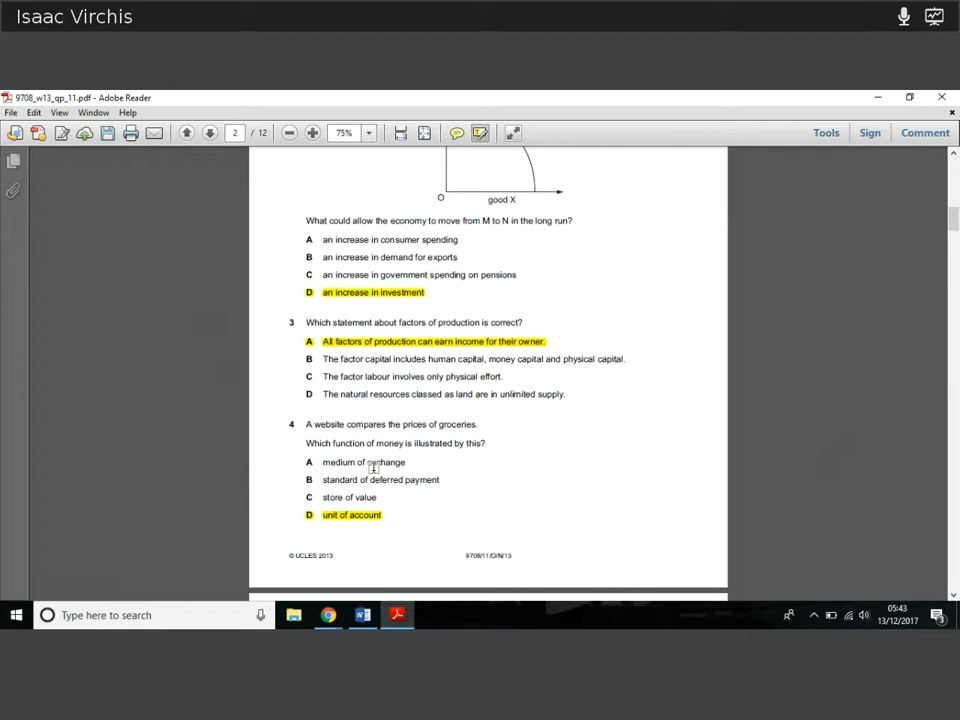 Isaac Virchis
9708_w13_qp_11.pdf - Adobe Reader
File Edit View Window Help
2 / 12 75% Tools Sign Comment
O good X
What could allow the economy to move from M to N in the long run?
A an increase in consumer spending
B an increase in demand for exports
C an increase in government spending on pensions
D an increase in investment
3 Which statement about factors of production is correct?
A All factors of production can earn income for their owner.
B The factor capital includes human capital, money capital and physical capital.
C The factor labour involves only physical effort.
D The natural resources classed as land are in unlimited supply.
4 A website compares the prices of groceries.
Which function of money is illustrated by this?
A medium of exchange
B standard of deferred payment
C store of value
D unit of account
© UCLES 2013 9708/11/O/N/13
Type here to search
05:43
13/12/2017
3